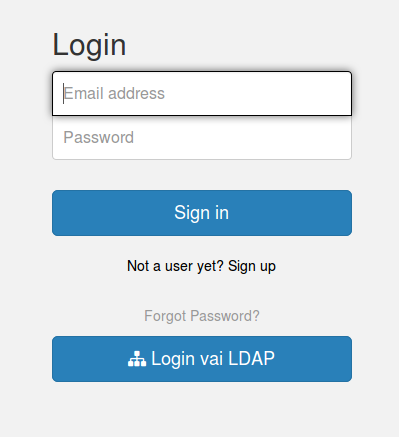 Login
Email address
Password
Sign in
Not a user yet? Sign up
Forgot Password?
Login vai LDAP